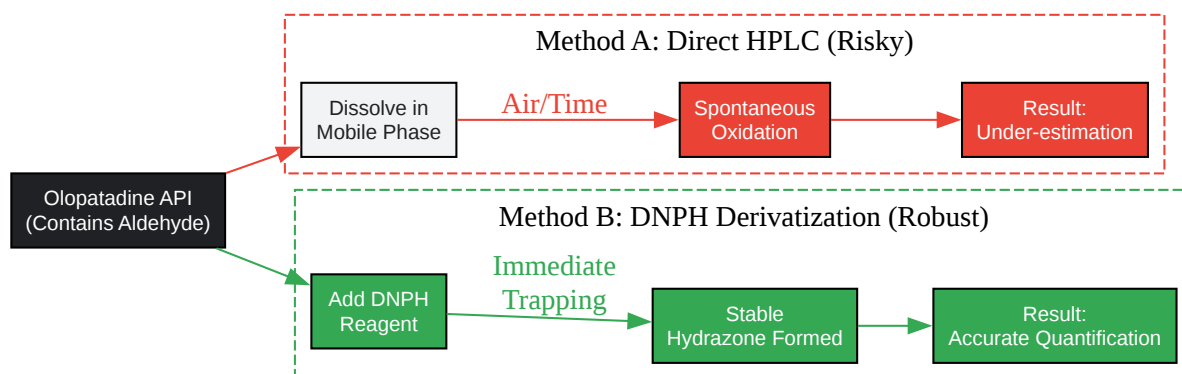 Method A: Direct HPLC (Risky)
Dissolve in
Mobile Phase
Air/Time
Spontaneous
Oxidation
Result:
Under-estimation
Olopatadine API
(Contains Aldehyde)
Method B: DNPH Derivatization (Robust)
Add DNPH
Reagent
Immediate
Trapping
Stable
Hydrazone Formed
Result:
Accurate Quantification